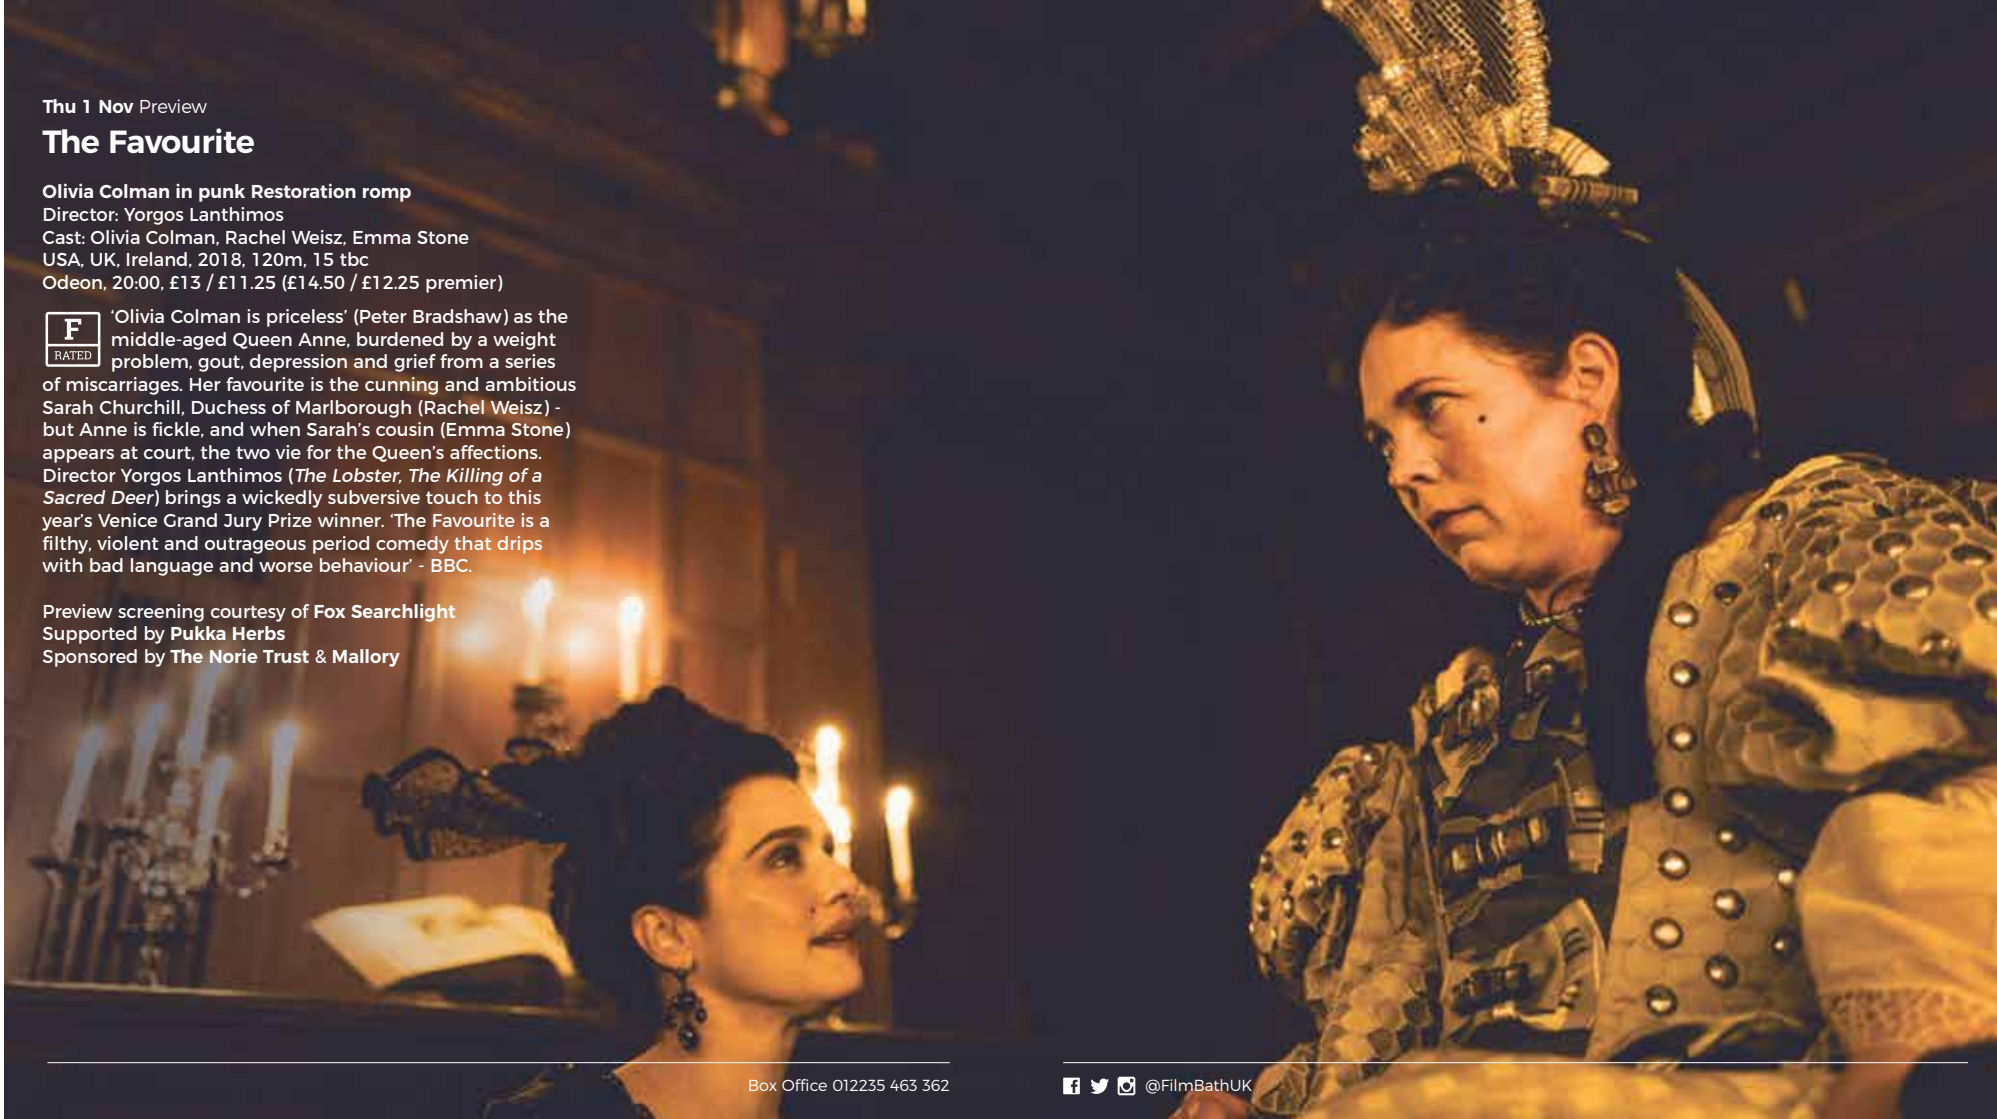 Thu 1 Nov Preview
The Favourite
Olivia Colman in punk Restoration romp
Director: Yorgos Lanthimos
Cast: Olivia Colman, Rachel Weisz, Emma Stone
USA, UK, Ireland, 2018, 120m, 15 tbc
Odeon, 20:00, £13 / £11.25 (£14.50 / £12.25 premier)
F
RATED
‘Olivia Colman is priceless’ (Peter Bradshaw) as the
middle-aged Queen Anne, burdened by a weight
problem, gout, depression and grief from a series
of miscarriages. Her favourite is the cunning and ambitious
Sarah Churchill, Duchess of Marlborough (Rachel Weisz) -
but Anne is fickle, and when Sarah’s cousin (Emma Stone)
appears at court, the two vie for the Queen’s affections.
Director Yorgos Lanthimos (The Lobster, The Killing of a
Sacred Deer) brings a wickedly subversive touch to this
year’s Venice Grand Jury Prize winner. ‘The Favourite is a
filthy, violent and outrageous period comedy that drips
with bad language and worse behaviour’ - BBC.
Preview screening courtesy of Fox Searchlight
Supported by Pukka Herbs
Sponsored by The Norie Trust & Mallory
Box Office 012235 463 362
@FilmBathUK